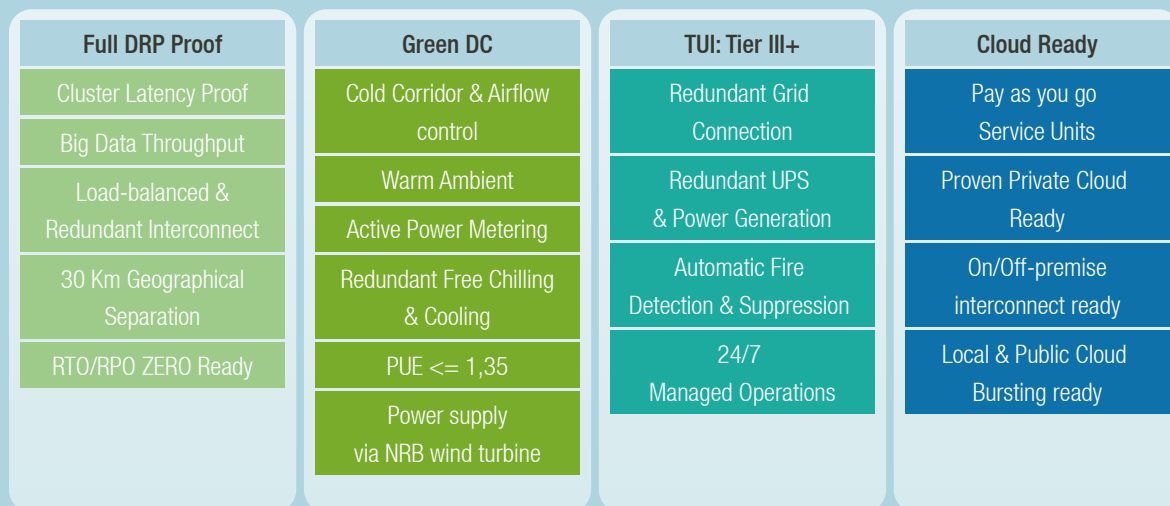 Full DRP Proof
Cluster Latency Proof
Big Data Throughput
Load-balanced &
Redundant Interconnect
30 Km Geographical
Separation
RTO/RPO ZERO Ready
Green DC
Cold Corridor & Airflow
control
Warm Ambient
Active Power Metering
Redundant Free Chilling
& Cooling
PUE <= 1,35
Power supply
via NRB wind turbine
TUI: Tier III+
Redundant Grid
Connection
Redundant UPS
& Power Generation
Automatic Fire
Detection & Suppression
24/7
Managed Operations
Cloud Ready
Pay as you go
Service Units
Proven Private Cloud
Ready
On/Off-premise
interconnect ready
Local & Public Cloud
Bursting ready